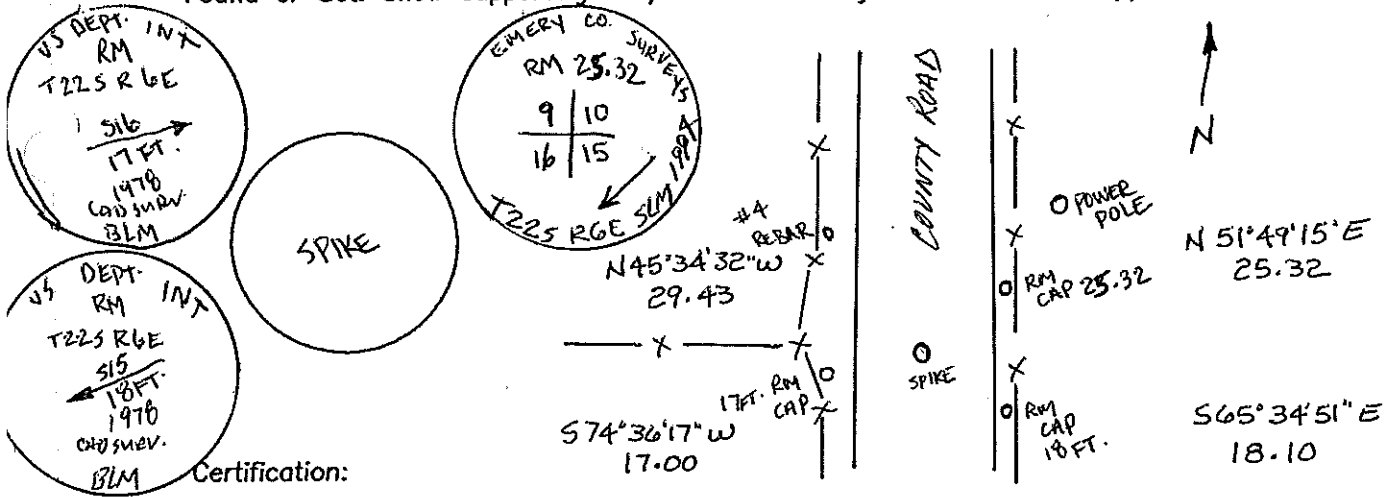 US DEPT. INT
RM
T22S R6E
S16
17 FT.
1978
CAD SURV.
BLM
EMERY CO. SURVEYS 1994
RM 25.32
9 10
16 15
T22S R6E SLM
SPIKE
US DEPT. INT
RM
T22S R6E
S15
18 FT.
1978
CAD SURV.
BLM
#4
REBAR
N45°34'32"W
29.43
COUNTY ROAD
N
POWER
POLE
N 51°49'15"E
25.32
RM
CAP 25.32
SPIKE
17 FT. RM
CAP
S74°36'17"W
17.00
RM
CAP
18 FT.
S65°34'51"E
18.10
Certification: